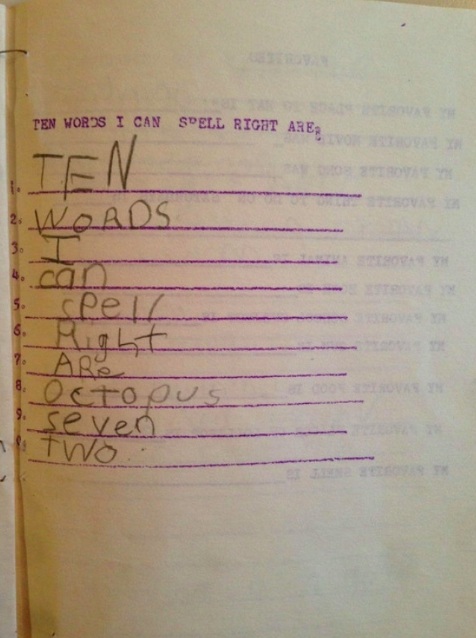 TEN WORDS I CAN SPELL RIGHT ARE:
1. TEN
2. WORDS
3. I
4. can
5. spell
6. Right
7. ARe
8. Octopus
9. seven
two